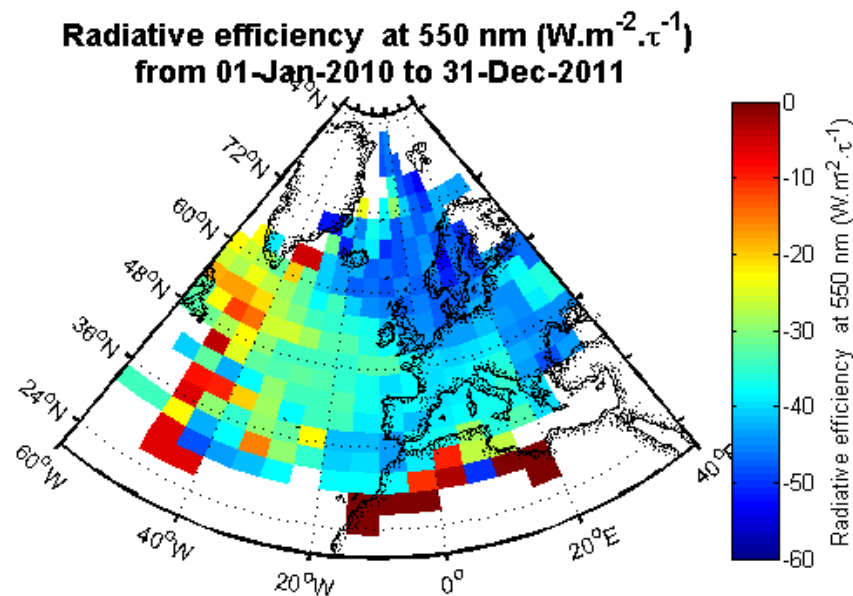 Radiative efficiency at 550 nm (W.m⁻².τ⁻¹)
from 01-Jan-2010 to 31-Dec-2011
72°N
60°N
48°N
36°N
24°N
60°W
40°W
20°W
0°
20°E
0
-10
-20
-30
-40
-50
-60
Radiative efficiency at 550 nm (W.m².τ⁻¹)